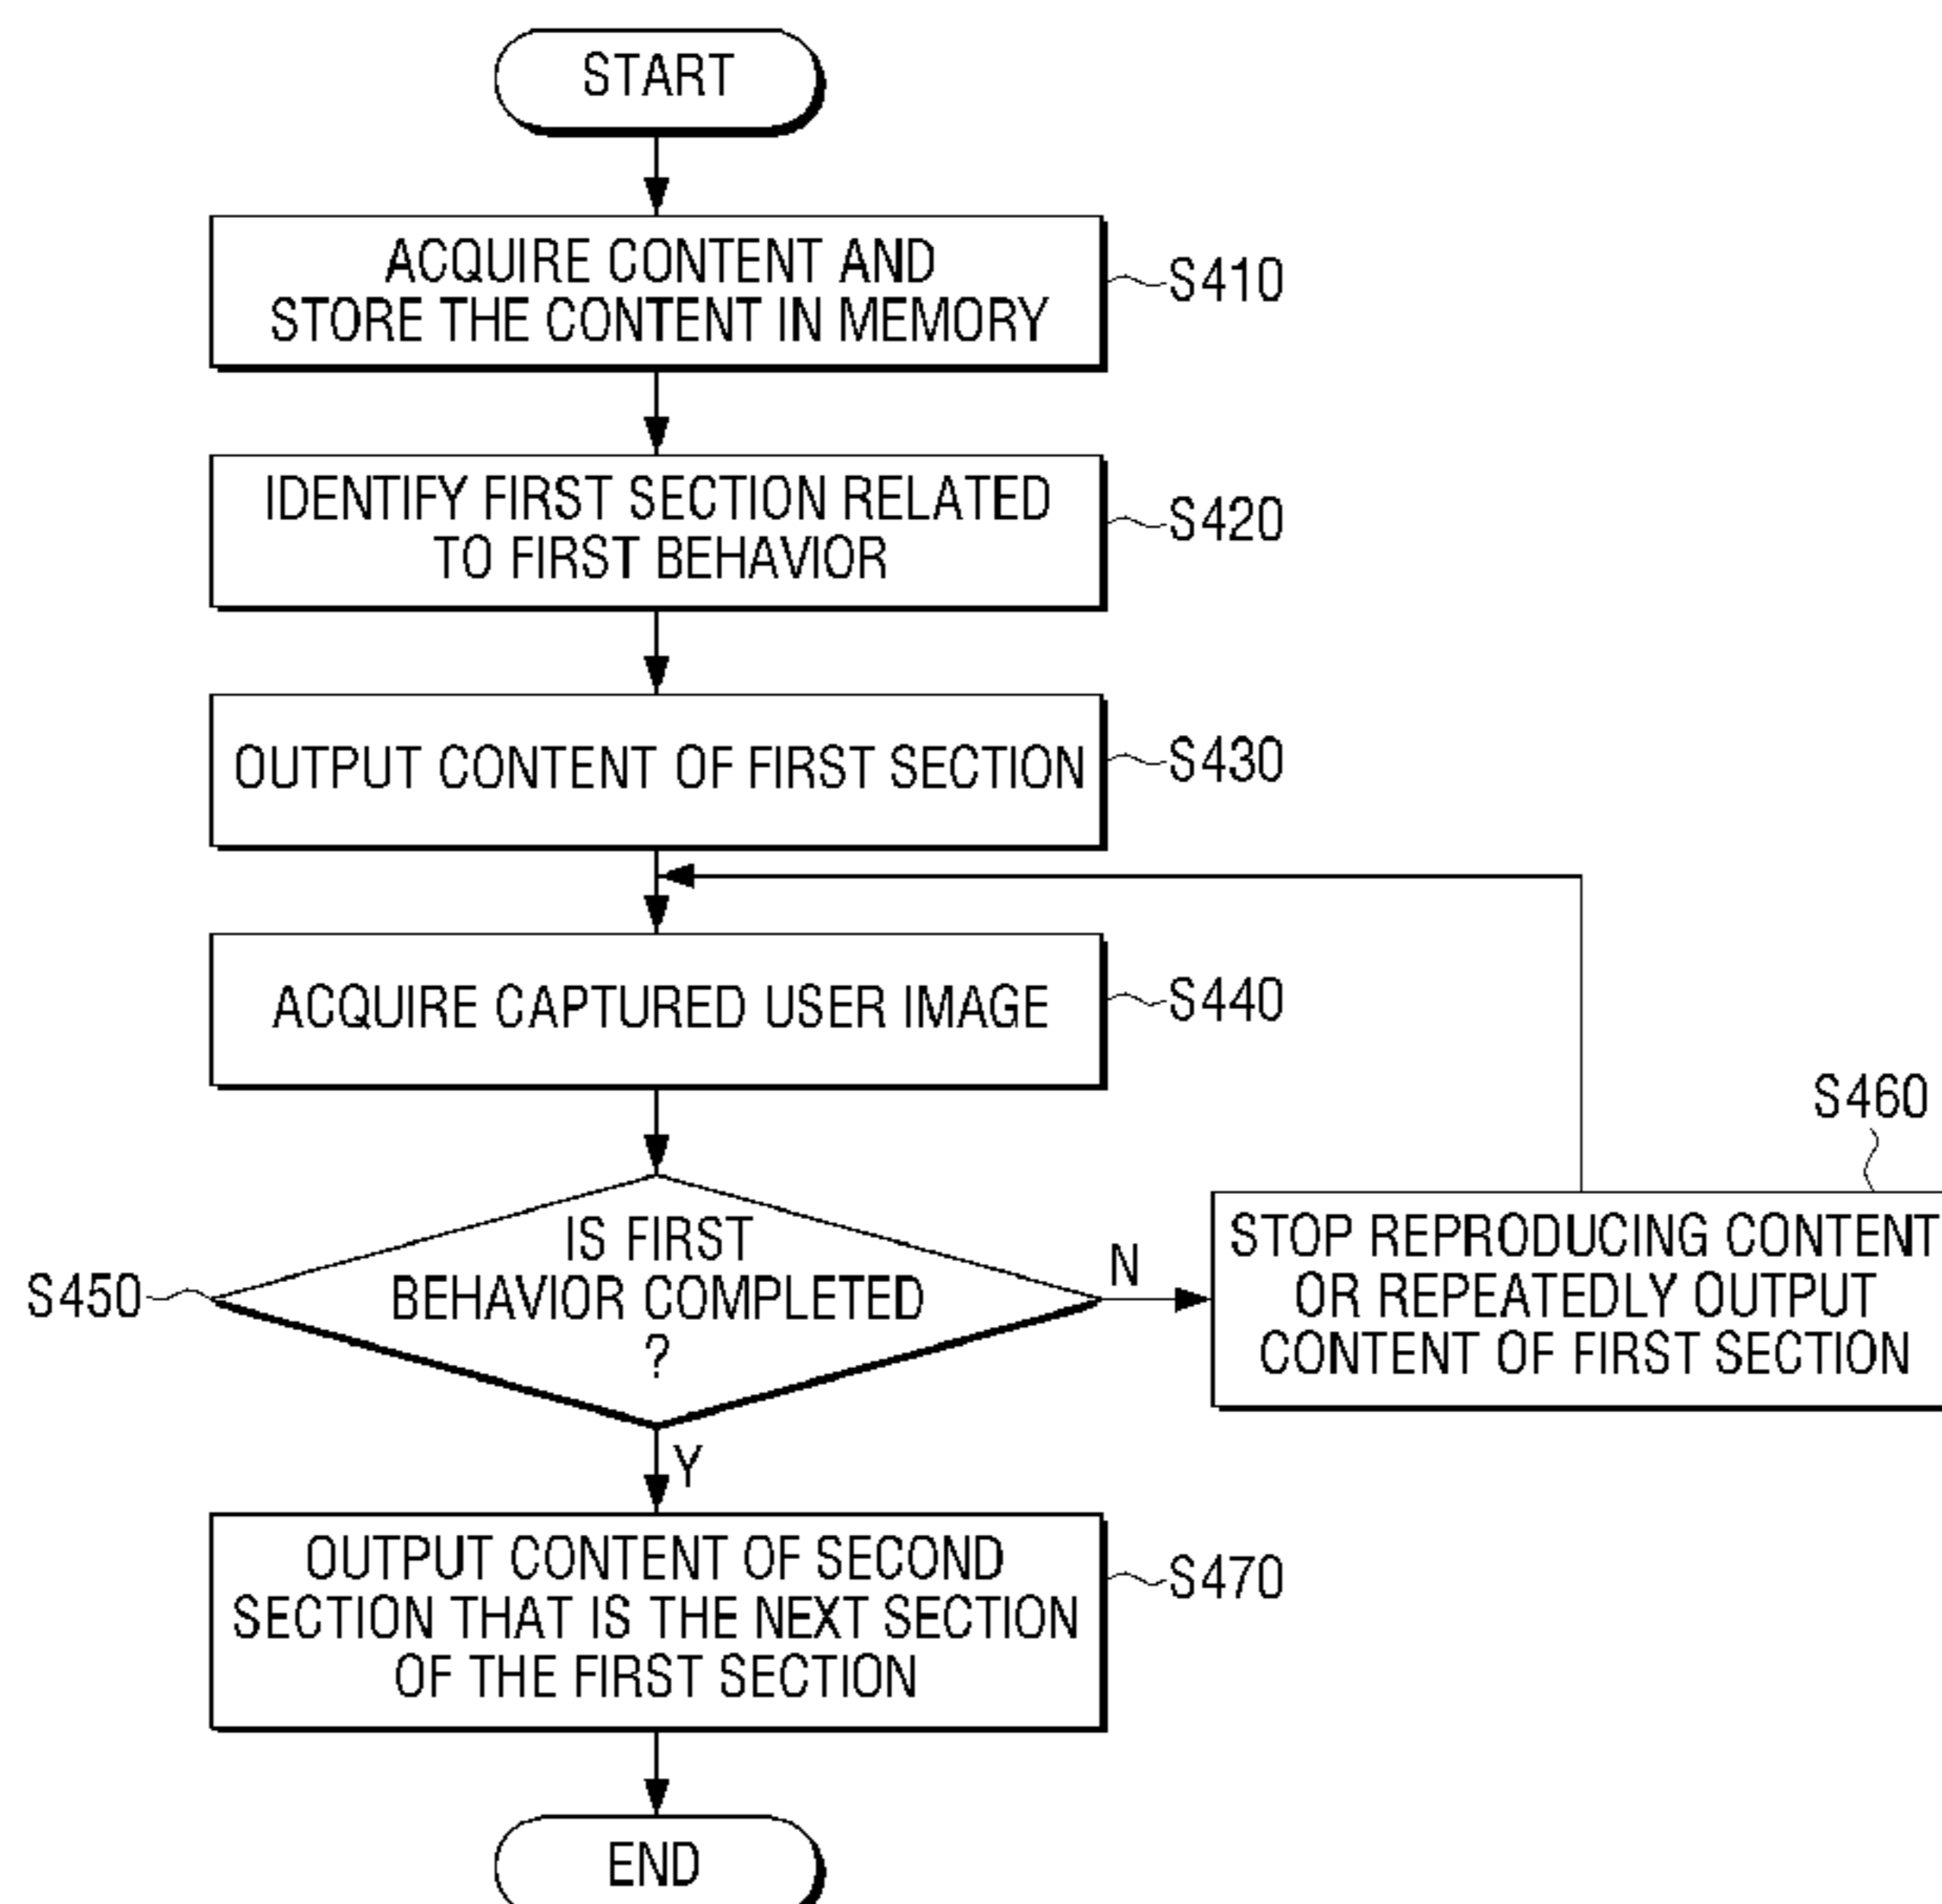 START
ACQUIRE CONTENT AND
STORE THE CONTENT IN MEMORY
S410
IDENTIFY FIRST SECTION RELATED
TO FIRST BEHAVIOR
S420
OUTPUT CONTENT OF FIRST SECTION
S430
ACQUIRE CAPTURED USER IMAGE
S440
IS FIRST
BEHAVIOR COMPLETED
?
S450
N
S460
STOP REPRODUCING CONTENT
OR REPEATEDLY OUTPUT
CONTENT OF FIRST SECTION
Y
OUTPUT CONTENT OF SECOND
SECTION THAT IS THE NEXT SECTION
OF THE FIRST SECTION
S470
END